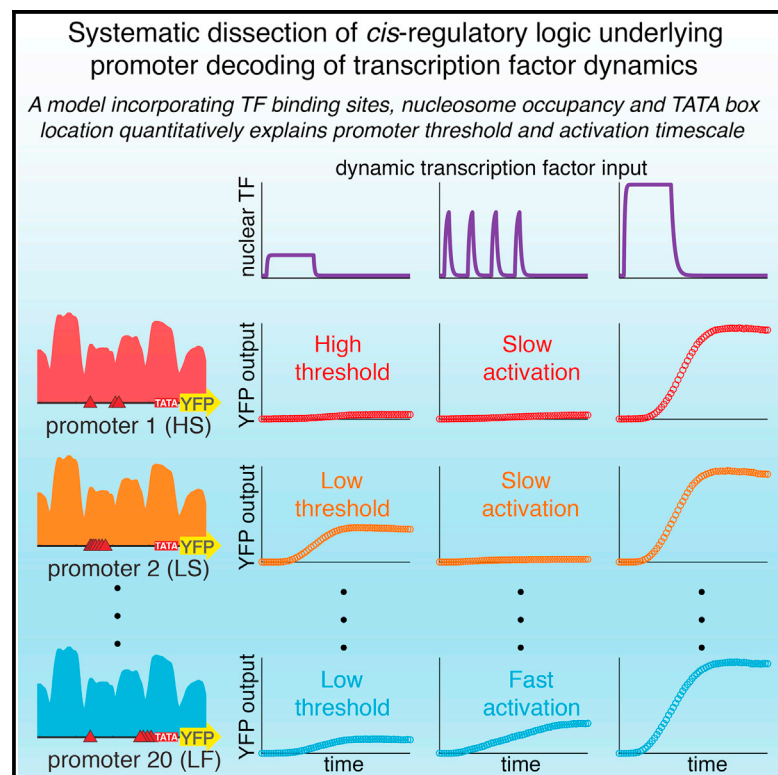 Systematic dissection of cis-regulatory logic underlying
promoter decoding of transcription factor dynamics
A model incorporating TF binding sites, nucleosome occupancy and TATA box
location quantitatively explains promoter threshold and activation timescale
dynamic transcription factor input
nuclear TF
YFP output
High
threshold
Slow
activation
TATA YFP
promoter 1 (HS)
YFP output
Low
threshold
Slow
activation
TATA YFP
promoter 2 (LS)
YFP output
Low
threshold
Fast
activation
TATA YFP
promoter 20 (LF)
time
time
time